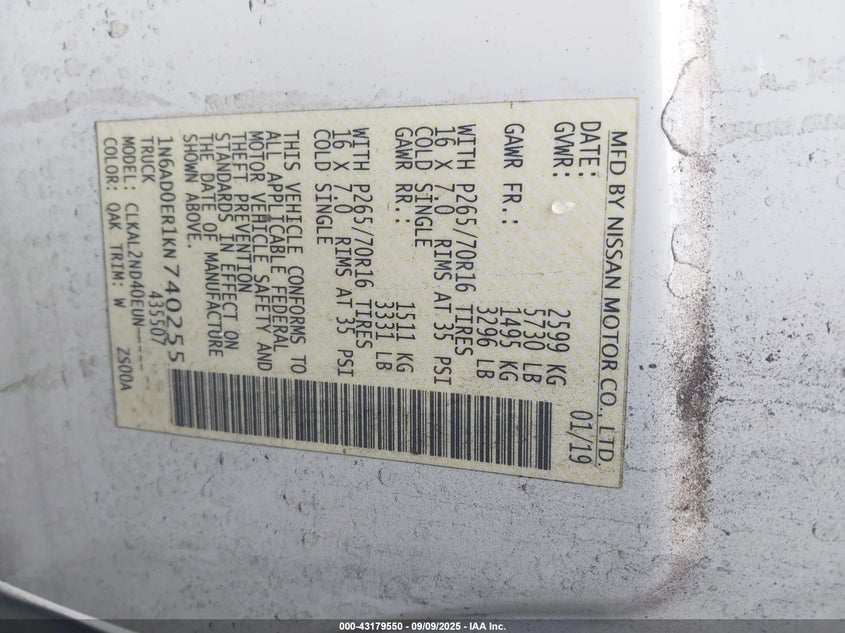 MFD BY NISSAN MOTOR CO., LTD.
DATE: 01/19
GVWR: 2599 KG
5730 LB
GAWR FR.: 1495 KG
3296 LB
WITH P265/70R16 TIRES
16 X 7.0 RIMS AT 35 PSI
COLD SINGLE
GAWR RR.: 1511 KG
3331 LB
WITH P265/70R16 TIRES
16 X 7.0 RIMS AT 35 PSI
COLD SINGLE
THIS VEHICLE CONFORMS TO
ALL APPLICABLE FEDERAL
MOTOR VEHICLE SAFETY AND
THEFT PREVENTION
STANDARDS IN EFFECT ON
THE DATE OF MANUFACTURE
SHOWN ABOVE.
1N6AD0ER1KN740255
TRUCK 435507
MODEL: CLKAL2ND40EUN-----
COLOR: QAK TRIM: W ZS00A
000-43179550 - 09/09/2025 - IAA Inc.